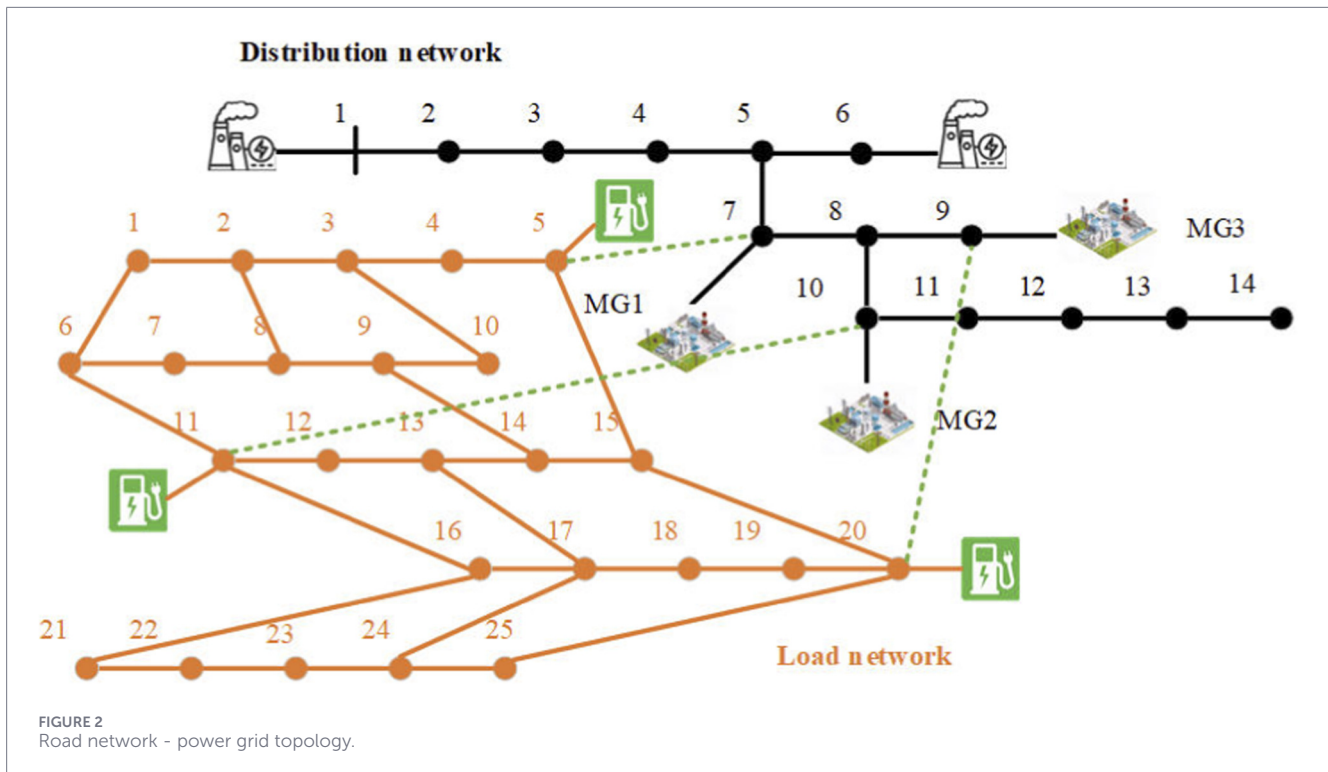 Distribution network
1 2 3 4 5 6
7 8 9 MG3
1 2 3 4 5
MG1 10 11 12 13 14
6 7 8 9 10
MG2
11 12 13 14 15
16 17 18 19 20
21 22 23 24 25
Load network
FIGURE 2
Road network - power grid topology.